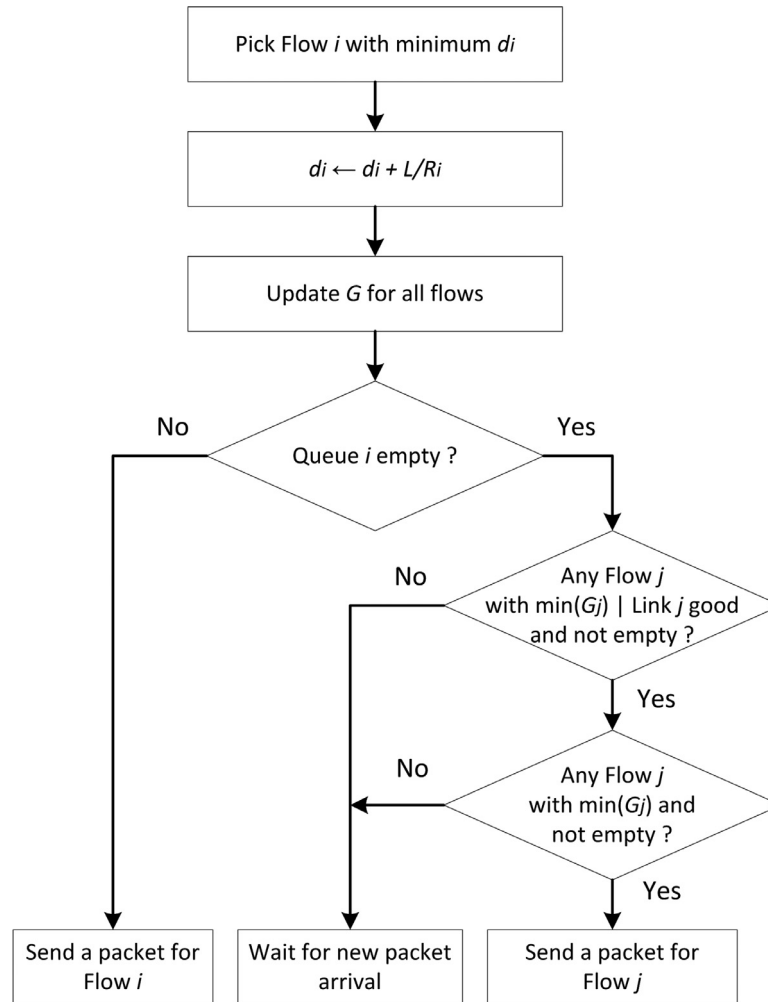 Pick Flow i with minimum di
di ← di + L/Ri
Update G for all flows
No
Yes
Queue i empty ?
No
Any Flow j
with min(Gj) | Link j good
and not empty ?
Yes
No
Any Flow j
with min(Gj) and
not empty ?
Yes
Send a packet for
Flow i
Wait for new packet
arrival
Send a packet for
Flow j